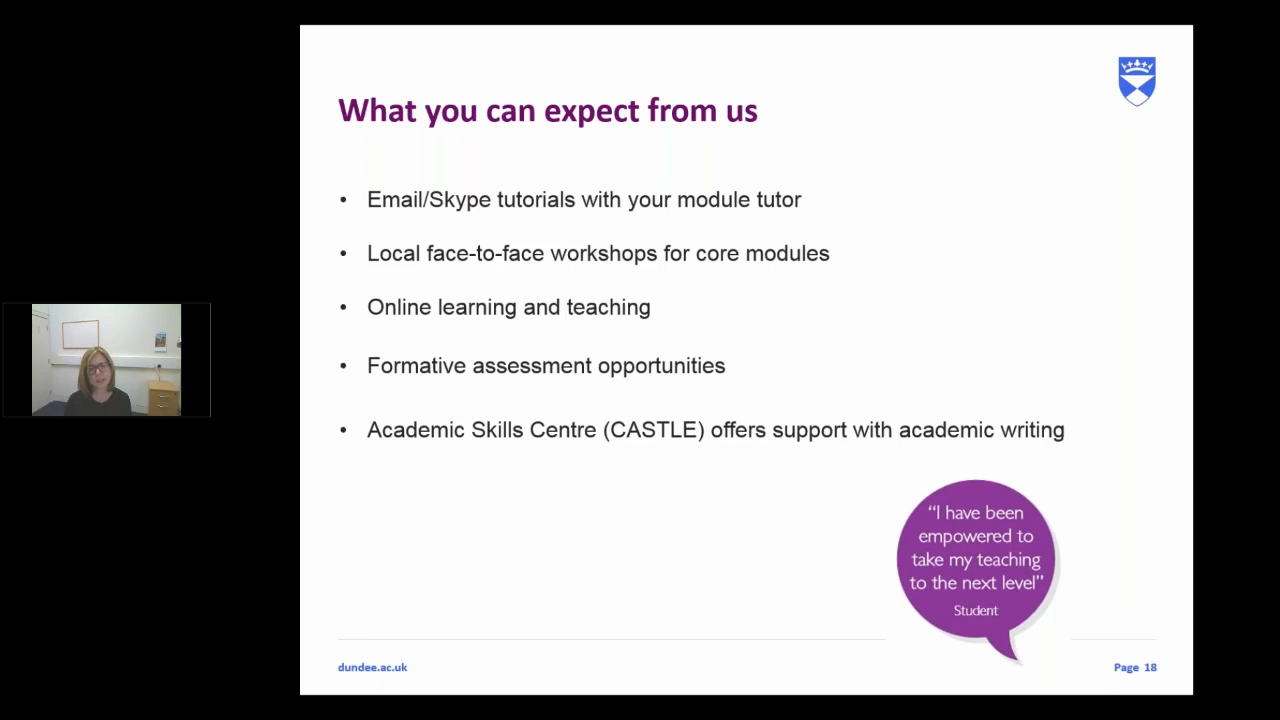 What you can expect from us
• Email/Skype tutorials with your module tutor
• Local face-to-face workshops for core modules
• Online learning and teaching
• Formative assessment opportunities
• Academic Skills Centre (CASTLE) offers support with academic writing
“I have been
empowered to
take my teaching
to the next level”
Student
dundee.ac.uk
Page 18